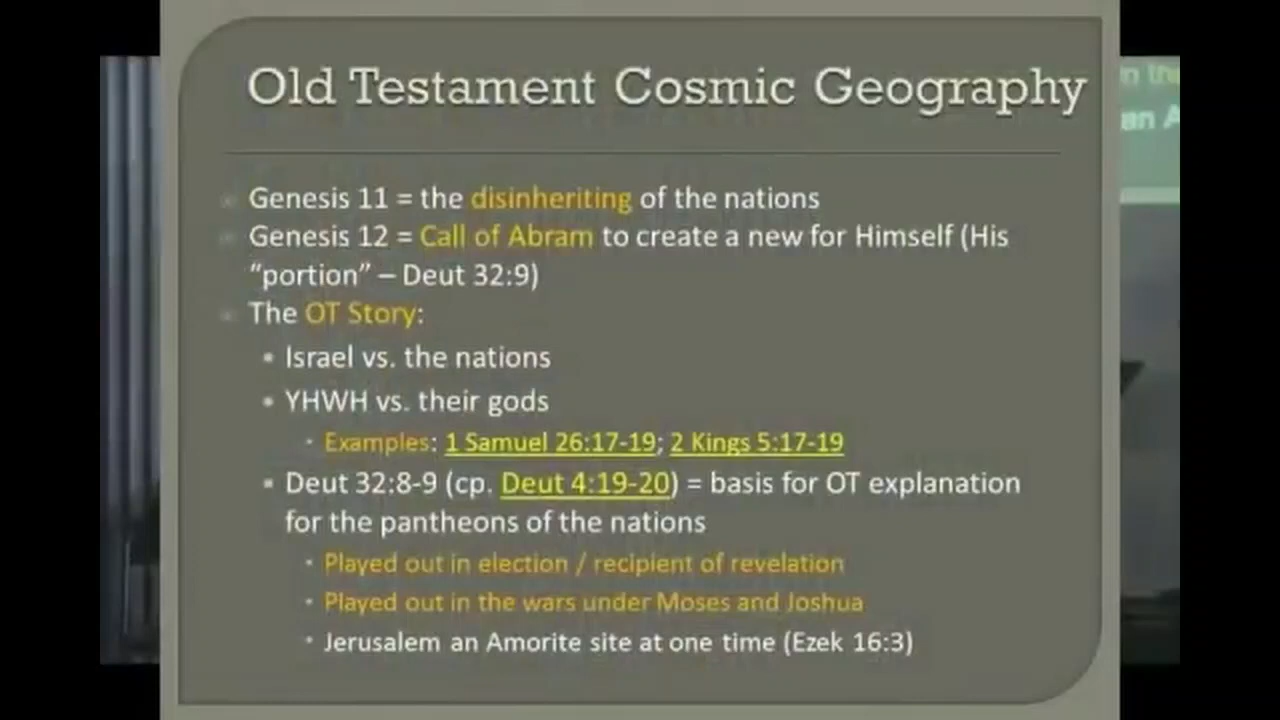 Old Testament Cosmic Geography
an A
Genesis 11 = the disinheriting of the nations
Genesis 12 = Call of Abram to create a new for Himself (His
“portion” – Deut 32:9)
The OT Story:
Israel vs. the nations
YHWH vs. their gods
Examples: 1 Samuel 26:17-19; 2 Kings 5:17-19
Deut 32:8-9 (cp. Deut 4:19-20) = basis for OT explanation
for the pantheons of the nations
Played out in election / recipient of revelation
Played out in the wars under Moses and Joshua
Jerusalem an Amorite site at one time (Ezek 16:3)